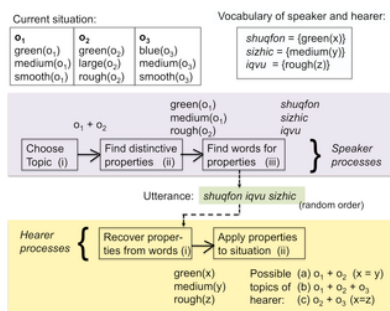 Current situation:
Vocabulary of speaker and hearer:
o1 o2 o3
green(o1) green(o2) blue(o3)
medium(o1) large(o2) medium(o3)
smooth(o1) rough(o2) smooth(o3)
shuqfon = {green(x)}
sizhic = {medium(y)}
iqvu = {rough(z)}
o1 + o2
green(o1) shuqfon
medium(o1) sizhic
rough(o2) iqvu
Choose
Topic (i)
Find distinctive
properties (ii)
Find words for
properties (iii)
Speaker
processes
Utterance: shuqfon iqvu sizhic
(random order)
Hearer
processes
Recover proper-
ties from words (i)
Apply properties
to situation (ii)
green(x) Possible (a) o1 + o2 (x = y)
medium(y) topics of (b) o1 + o2 + o3
rough(z) hearer: (c) o2 + o3 (x=z)